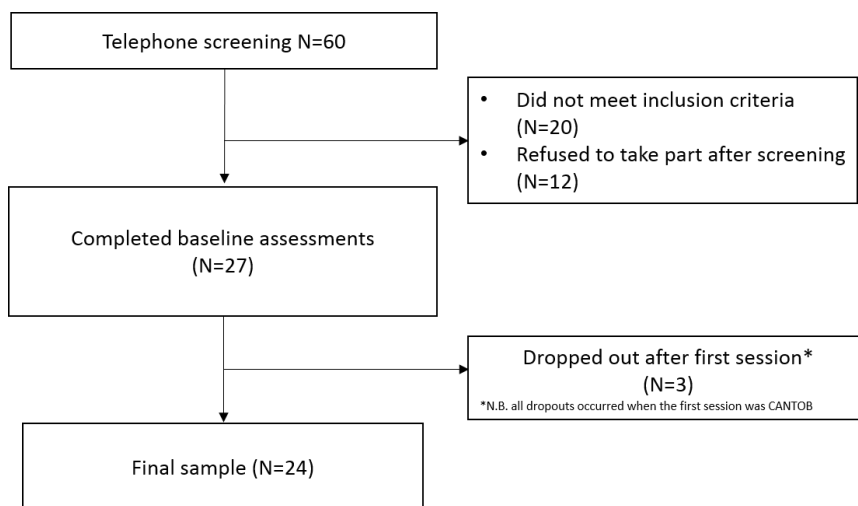 Telephone screening N=60
• Did not meet inclusion criteria
(N=20)
• Refused to take part after screening
(N=12)
Completed baseline assessments
(N=27)
Dropped out after first session*
(N=3)
*N.B. all dropouts occurred when the first session was CANTOB
Final sample (N=24)